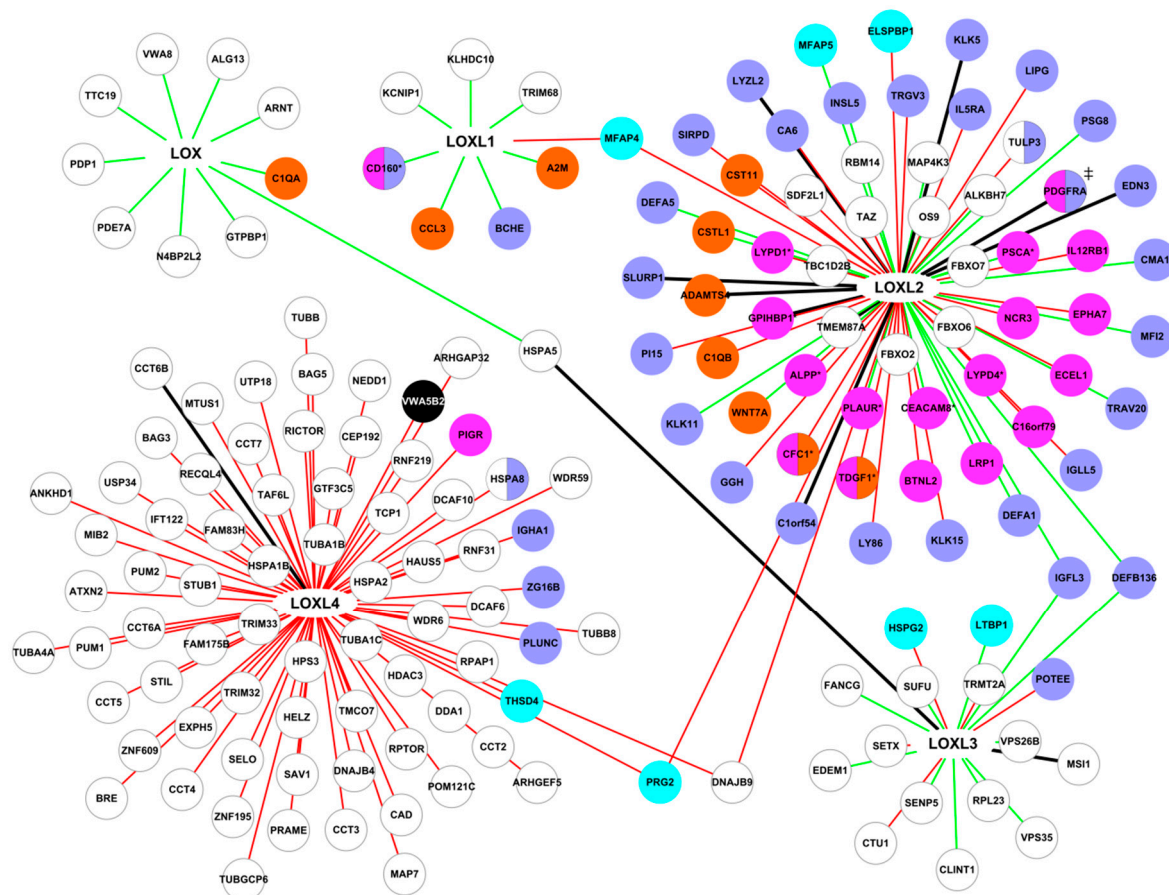 VWA8
ALG13
TTC19
ARNT
LOX
PDP1
C1QA
PDE7A
GTPBP1
N4BP2L2
KLHDC10
KCNIP1
TRIM68
LOXL1
MFAP4
CD160*
A2M
CCL3
BCHE
ELSPBP1
MFAP5
KLK5
LYZL2
LIPG
INSL5
TRGV3
IL5RA
CA6
PSG8
SIRPD
TULP3
RBM14
MAP4K3
CST11
‡
SDF2L1
ALKBH7
PDGFRA
EDN3
DEFA5
TAZ
OS9
CSTL1
LYPD1*
PSCA*
IL12RB1
TBC1D2B
FBXO7
CMA1
SLURP1
LOXL2
ADAMTS4
GPIHBP1
NCR3
EPHA7
TMEM87A
FBXO6
MFI2
PI15
C1QB
FBXO2
ALPP*
LYPD4*
ECEL1
WNT7A
PLAUR*
CEACAM8*
TRAV20
KLK11
C16orf79
CFC1*
LRP1
IGLL5
GGH
TDGF1*
BTNL2
C1orf54
DEFA1
LY86
KLK15
IGFL3
DEFB136
HSPA5
TUBB
ARHGAP32
CCT6B
BAG5
NEDD1
UTP18
MTUS1
VWA5B2
BAG3
CCT7
RICTOR
CEP192
PIGR
RNF219
RECQL4
HSPA8
WDR59
USP34
ANKHD1
TAF6L
GTF3C5
DCAF10
IFT122
TCP1
FAM83H
TUBA1B
IGHA1
MIB2
HAUS5
RNF31
HSPA1B
PUM2
STUB1
HSPA2
ZG16B
ATXN2
LOXL4
DCAF6
CCT6A
TRIM33
WDR6
TUBB8
PUM1
FAM175B
TUBA1C
PLUNC
TUBA4A
HPS3
RPAP1
STIL
HDAC3
CCT5
TRIM32
THSD4
HELZ
TMCO7
DDA1
EXPH5
ZNF609
CCT2
SELO
RPTOR
SAV1
DNAJB4
ARHGEF5
CCT4
POM121C
BRE
ZNF195
CAD
PRAME
CCT3
TUBGCP6
MAP7
PRG2
DNAJB9
HSPG2
LTBP1
FANCG
SUFU
TRMT2A
POTEE
SETX
LOXL3
VPS26B
EDEM1
MSI1
SENP5
RPL23
CTU1
VPS35
CLINT1